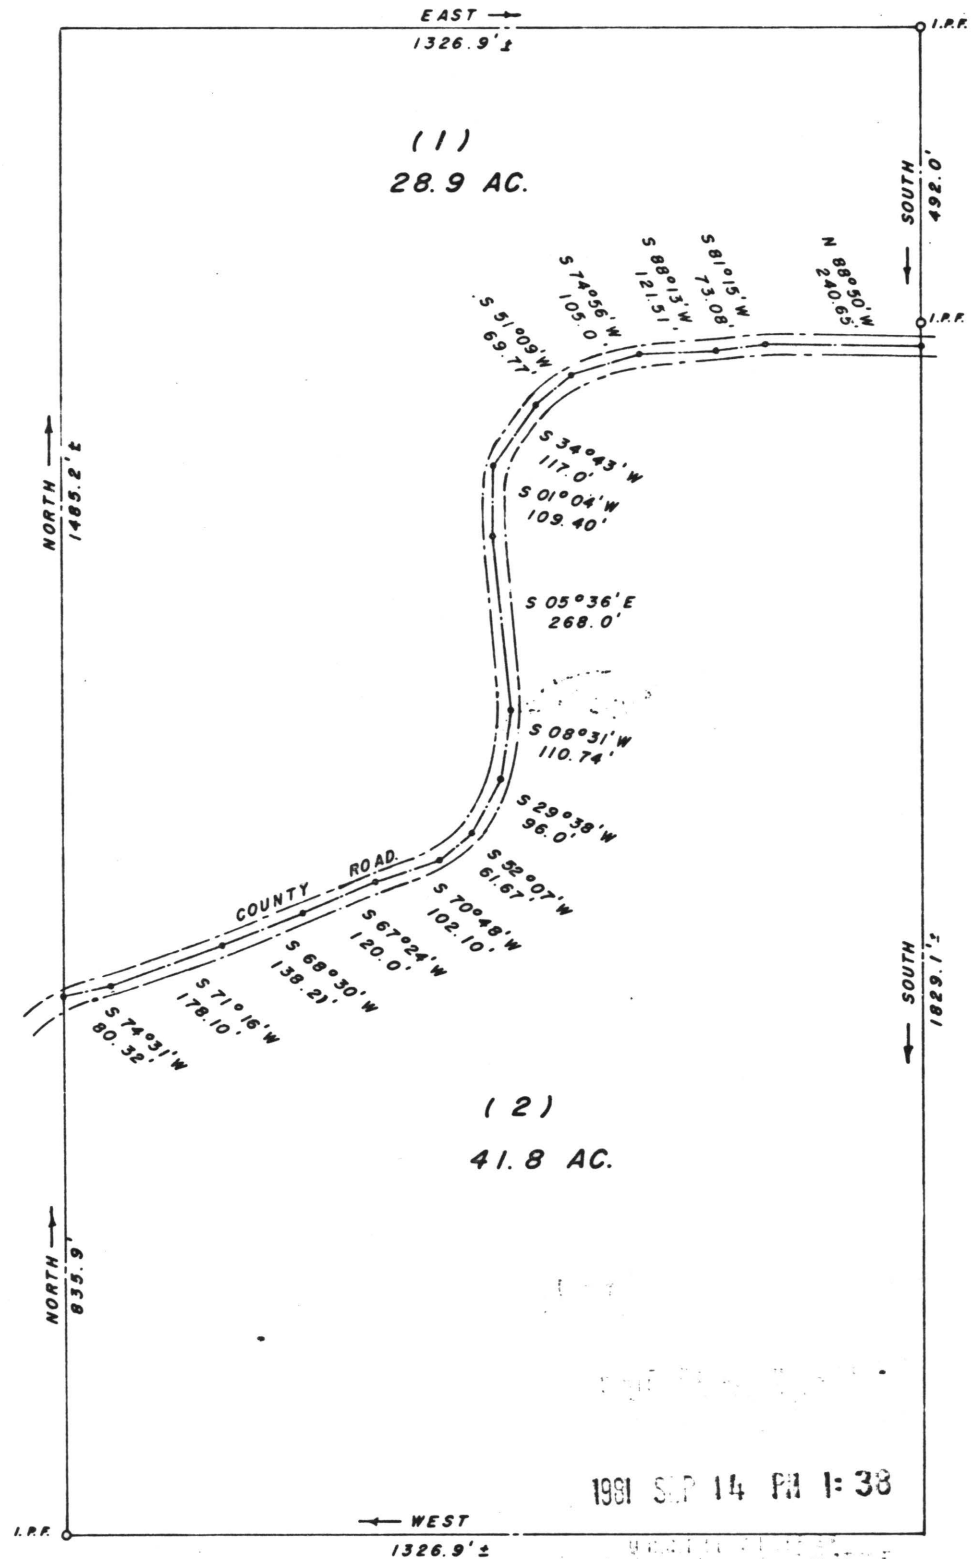 EAST
1326.9'±
I.P.F.
(1)
28.9 AC.
SOUTH
492.0'
N 88°50'W
240.65'
S 81°15'W
73.08'
S 88°13'W
121.51'
S 74°56'W
105.0'
S 51°09'W
69.77'
I.P.F.
S 34°43'W
117.0'
S 01°04'W
109.40'
NORTH
1485.2'±
S 05°36'E
268.0'
S 08°31'W
110.74'
S 29°38'W
96.0'
S 52°07'W
61.67'
COUNTY ROAD.
S 70°48'W
102.10'
S 67°24'W
120.0'
S 68°30'W
138.21'
S 71°16'W
178.10'
S 74°31'W
80.32'
SOUTH
1829.1'±
(2)
41.8 AC.
NORTH
835.9'
1981 SEP 14 PM 1:38
I.P.F.
WEST
1326.9'±